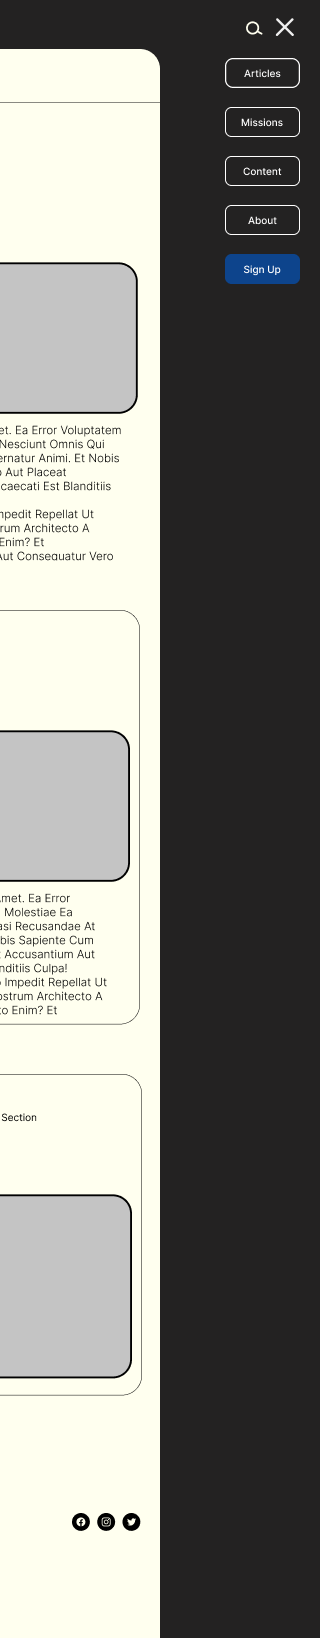 Articles
Missions
Content
About
Sign Up
et. Ea Error Voluptatem
Nesciunt Omnis Qui
ernatur Animi. Et Nobis
o Aut Placeat
caecati Est Blanditiis
mpedit Repellat Ut
rum Architecto A
Enim? Et
Aut Consequatur Vero
Amet. Ea Error
Molestiae Ea
asi Recusandae At
bis Sapiente Cum
t Accusantium Aut
nditiis Culpa!
o Impedit Repellat Ut
ostrum Architecto A
to Enim? Et
Section